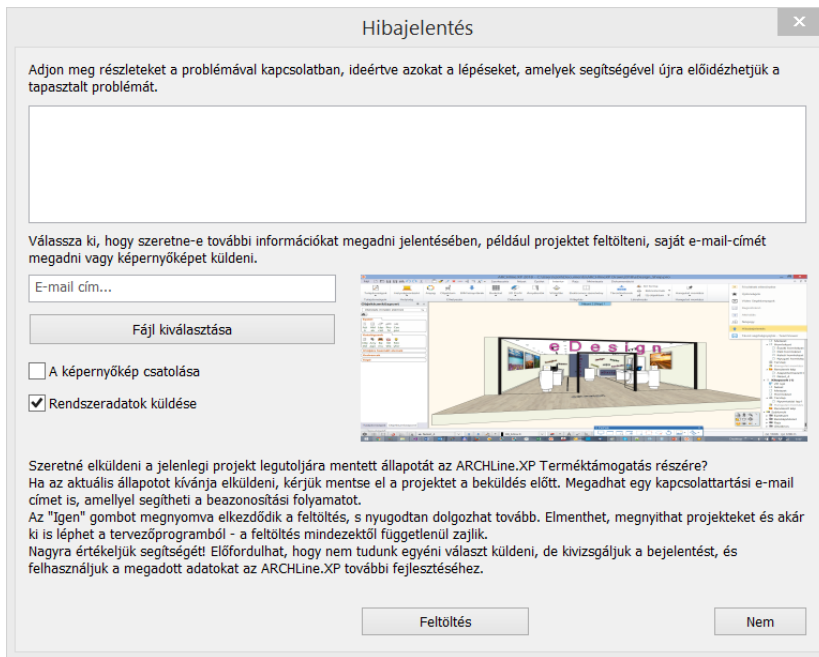 Hibajelentés
Adjon meg részleteket a problémával kapcsolatban, ideértve azokat a lépéseket, amelyek segítségével újra előidézhetjük a
tapasztalt problémát.
Válassza ki, hogy szeretne-e további információkat megadni jelentésében, például projektet feltölteni, saját e-mail-címét
megadni vagy képernyőképet küldeni.
E-mail cím...
Fájl kiválasztása
A képernyőkép csatolása
Rendszeradatok küldése
eDesign
Szeretné elküldeni a jelenlegi projekt legutoljára mentett állapotát az ARCHLine.XP Terméktámogatás részére?
Ha az aktuális állapotot kívánja elküldeni, kérjük mentse el a projektet a beküldés előtt. Megadhat egy kapcsolattartási e-mail
címet is, amellyel segítheti a beazonosítási folyamatot.
Az "Igen" gombot megnyomva elkezdődik a feltöltés, s nyugodtan dolgozhat tovább. Elmenthet, megnyithat projekteket és akár
ki is léphet a tervezőprogramból - a feltöltés mindezektől függetlenül zajlik.
Nagyra értékeljük segítségét! Előfordulhat, hogy nem tudunk egyéni választ küldeni, de kivizsgáljuk a bejelentést, és
felhasználjuk a megadott adatokat az ARCHLine.XP további fejlesztéséhez.
Feltöltés
Nem